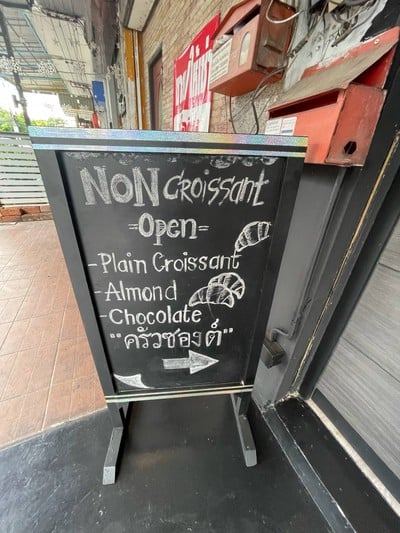 NON Croissant
=Open=
-Plain Croissant
-Almond
-Chocolate
"ครัวซองต์"